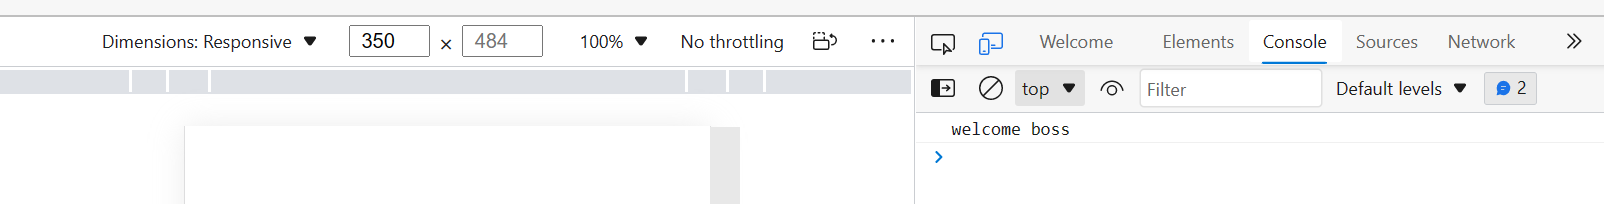 Dimensions: Responsive 350 × 484 100% No throttling
Welcome Elements Console Sources Network
top Filter Default levels 2
welcome boss